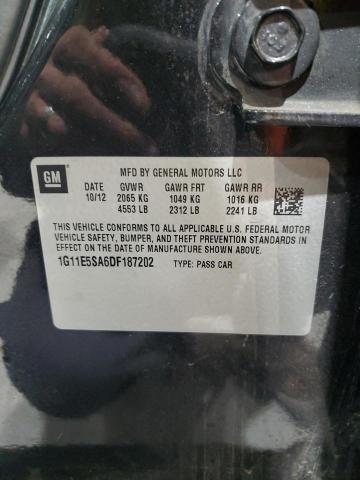 GM
MFD BY GENERAL MOTORS LLC
DATE GVWR GAWR FRT GAWR RR
10/12 2065 KG 1049 KG 1016 KG
4553 LB 2312 LB 2241 LB
THIS VEHICLE CONFORMS TO ALL APPLICABLE U.S. FEDERAL MOTOR
VEHICLE SAFETY, BUMPER, AND THEFT PREVENTION STANDARDS IN
EFFECT ON THE DATE OF MANUFACTURE SHOWN ABOVE.
1G11E5SA6DF187202 TYPE: PASS CAR